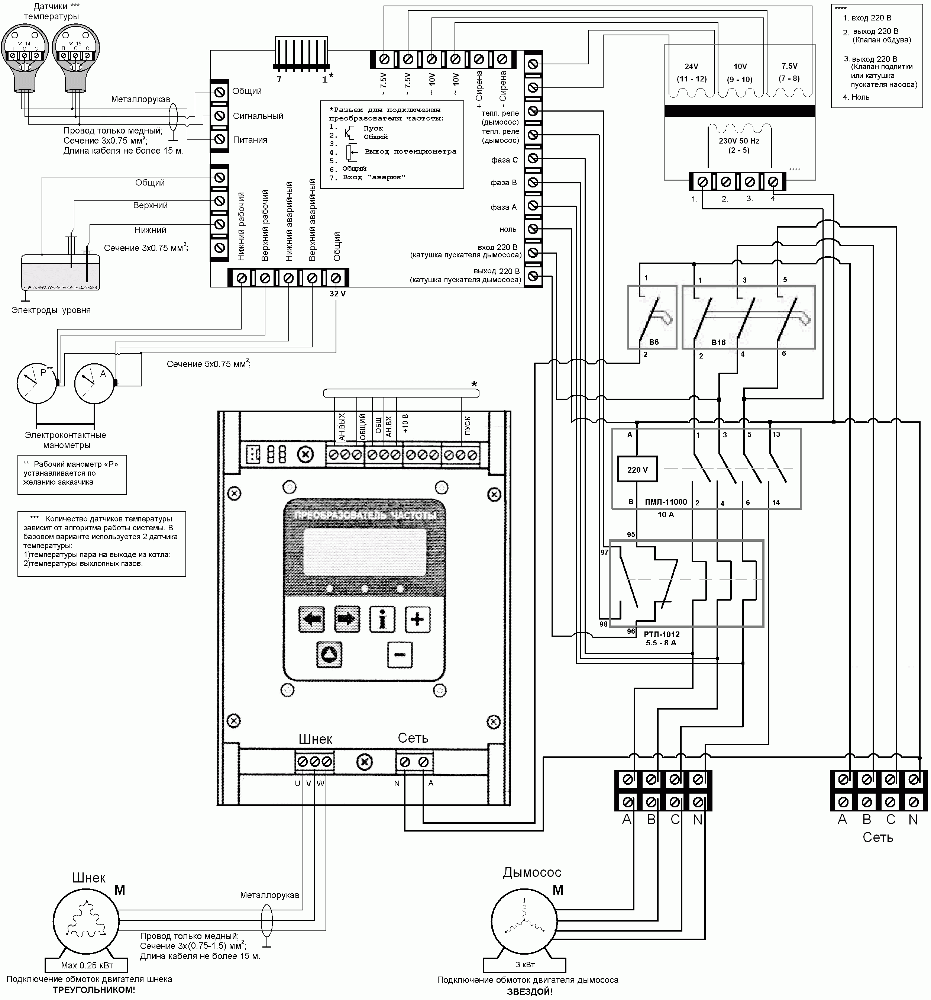 Датчики ***
температуры
№ 14
П О С
№ 15
П О С
Металлорукав
Провод только медный;
Сечение 3х0.75 мм²;
Длина кабеля не более 15 м.
Общий
Сигнальный
Питания
7
1*
~ 7.5V
~ 7.5V
~ 10V
~ 10V
+ Сирена
- Сирена
*Разъем для подключения
преобразователя частоты:
1. Пуск
2. Общий
3.
4. Выход потенциометра
5.
6. Общий
7. Вход "авария"
тепл. реле
(дымосос)
тепл. реле
(дымосос)
фаза С
фаза В
фаза А
ноль
вход 220 В
(катушка пускателя дымососа)
выход 220 В
(катушка пускателя дымососа)
Общий
Верхний
Нижний
Сечение 3х0.75 мм²;
Электроды уровня
Нижний рабочий
Верхний рабочий
Нижний аварийный
Верхний аварийный
Общий
32 V
24V
(11 - 12)
10V
(9 - 10)
7.5V
(7 - 8)
230V 50 Hz
(2 - 5)
****
1.
2.
3.
4
****
1. вход 220 В
2. выход 220 В
(Клапан обдува)
3. выход 220 В
(Клапан подпитки
или катушка
пускателя насоса)
4. Ноль
1
1
3
5
В6
В16
2
2
4
6
Р**
А
Сечение 5х0.75 мм²;
Электроконтактные
манометры
** Рабочий манометр «Р»
устанавливается по
желанию заказчика
*** Количество датчиков температуры
зависит от алгоритма работы системы. В
базовом варианте используется 2 датчика
температуры:
1)температуры пара на выходе из котла;
2)температуры выхлопных газов.
*
АН.ВЫХ
ОБЩИЙ
ОБЩ
АН.ВХ
+10 В
ПУСК
ПРЕОБРАЗОВАТЕЛЬ ЧАСТОТЫ
i
+
-
Шнек
Сеть
U V W
N
A
А
1
3
5
13
220 V
В
ПМЛ-11000
2
4
6
14
10 А
95
97
98
96
РТЛ-1012
5.5 - 8 А
A B C N
A B C N
Сеть
Шнек
М
Металлорукав
Провод только медный;
Сечение 3х(0.75-1.5) мм²;
Длина кабеля не более 15 м.
Max 0.25 кВт
Подключение обмоток двигателя шнека
ТРЕУГОЛЬНИКОМ!
Дымосос
М
3 кВт
Подключение обмоток двигателя дымососа
ЗВЕЗДОЙ!